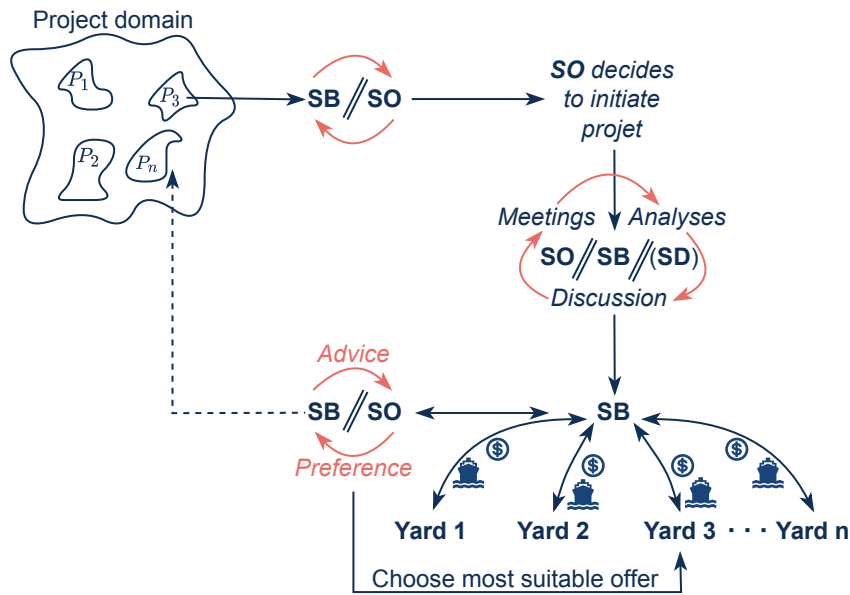 Project domain
P1
P3
P2
Pn
SB // SO
SO decides
to initiate
projet
Meetings Analyses
SO // SB // (SD)
Discussion
Advice
SB // SO
Preference
SB
$ $ $ $
Yard 1 Yard 2 Yard 3 · · · Yard n
Choose most suitable offer